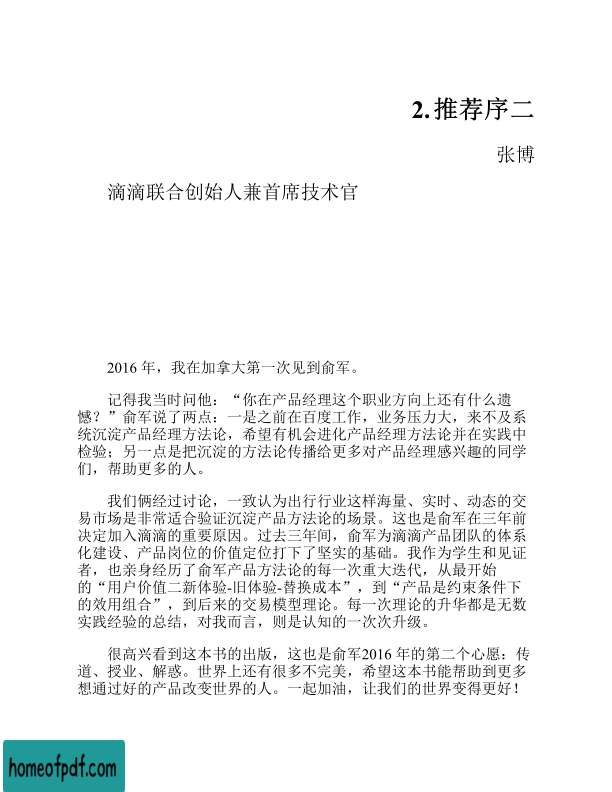 2.推荐序二
张博
滴滴联合创始人兼首席技术官
2016 年，我在加拿大第一次见到俞军。
记得我当时问他：“你在产品经理这个职业方向上还有什么遗
憾？”俞军说了两点：一是之前在百度工作，业务压力大，来不及系
统沉淀产品经理方法论，希望有机会进化产品经理方法论并在实践中
检验；另一点是把沉淀的方法论传播给更多对产品经理感兴趣的同学
们，帮助更多的人。
我们俩经过讨论，一致认为出行行业这样海量、实时、动态的交
易市场是非常适合验证沉淀产品方法论的场景。这也是俞军在三年前
决定加入滴滴的重要原因。过去三年间，俞军为滴滴产品团队的体系
化建设、产品岗位的价值定位打下了坚实的基础。我作为学生和见证
者，也亲身经历了俞军产品方法论的每一次重大迭代，从最开始
的“用户价值二新体验-旧体验-替换成本”，到“产品是约束条件下
的效用组合”，到后来的交易模型理论。每一次理论的升华都是无数
实践经验的总结，对我而言，则是认知的一次次升级。
很高兴看到这本书的出版，这也是俞军2016 年的第二个心愿：传
道、授业、解惑。世界上还有很多不完美，希望这本书能帮助到更多
想通过好的产品改变世界的人。一起加油，让我们的世界变得更好！
homeofpdf.com